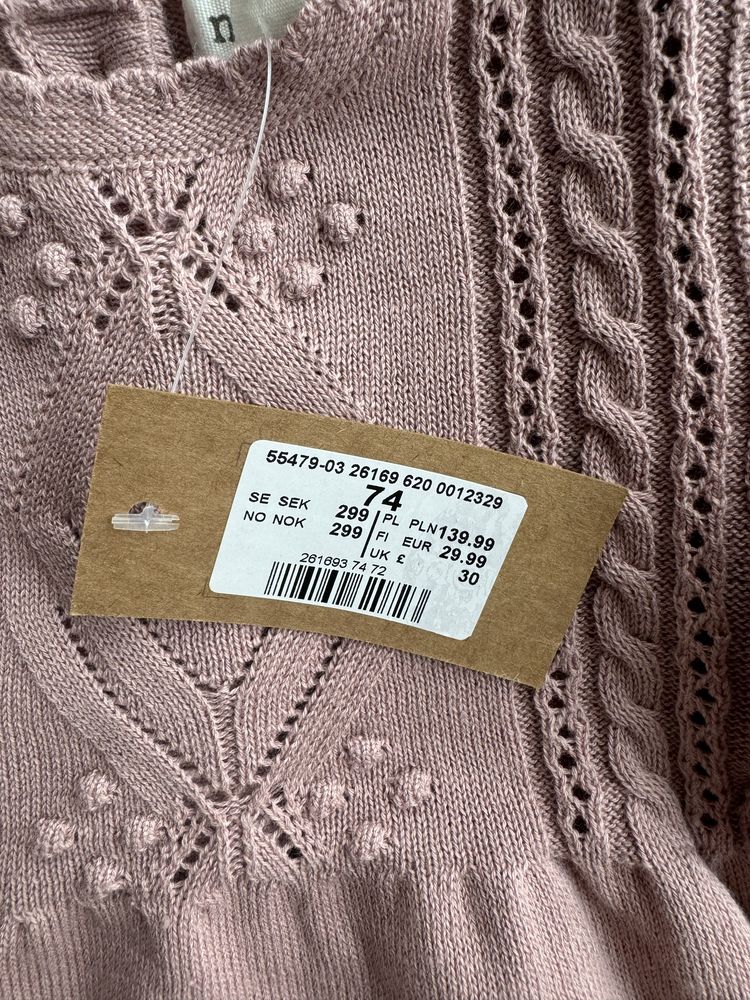 n
55479-03 26169 620 0012329
74
SE SEK 299 PL PLN 139.99
NO NOK 299 FI EUR 29.99
UK £ 30
261693 74 72